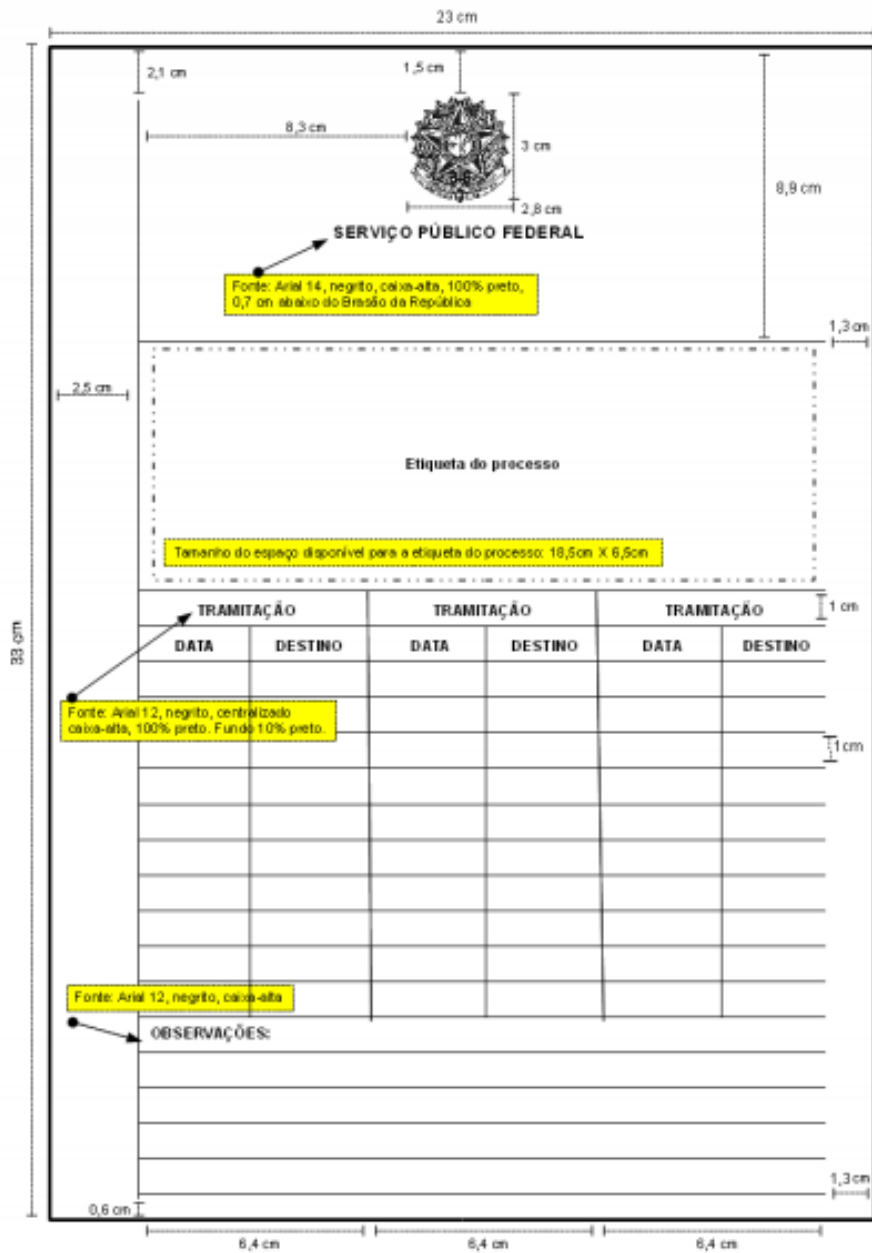 23 cm
2,1 cm
1,5 cm
8,3 cm
3 cm
8,9 cm
2,8 cm
SERVIÇO PÚBLICO FEDERAL
Fonte: Arial 14, negrito, caixa-alta, 100% preto,
0,7 cm abaixo do Brasão da República
1,3 cm
2,5 cm
Etiqueta do processo
Tamanho do espaço disponível para a etiqueta do processo: 18,5cm X 6,5cm
TRAMITAÇÃO TRAMITAÇÃO TRAMITAÇÃO
1 cm
DATA DESTINO DATA DESTINO DATA DESTINO
33 cm
Fonte: Arial 12, negrito, centralizado
caixa-alta, 100% preto. Fundo 10% preto.
1cm
Fonte: Arial 12, negrito, caixa-alta
OBSERVAÇÕES:
1,3 cm
0,6 cm
6,4 cm 6,4 cm 6,4 cm